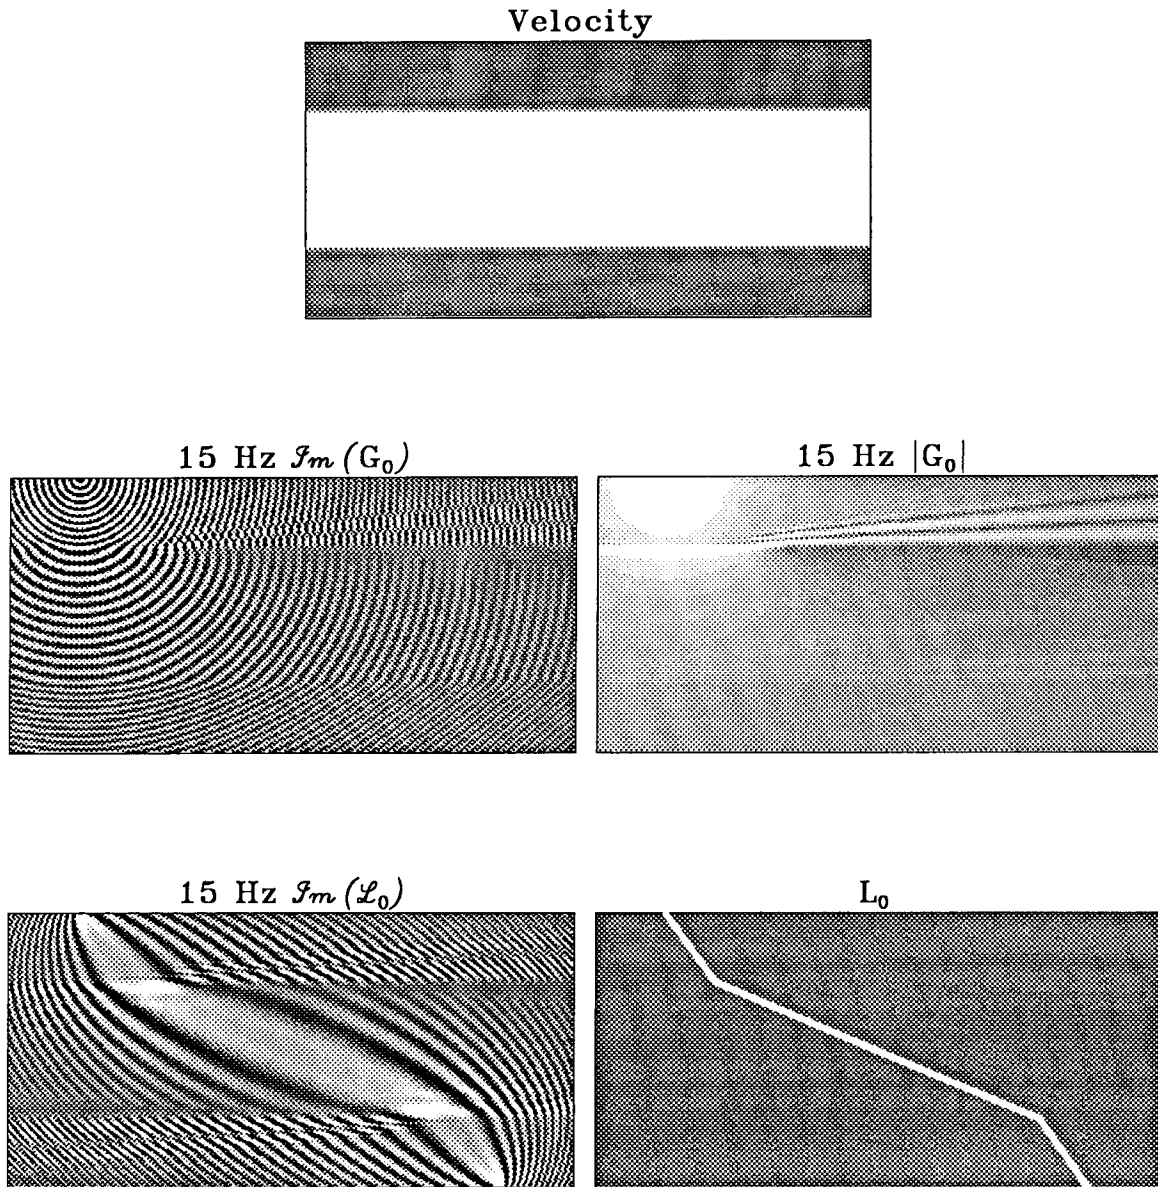 Velocity
15 Hz ℐ𝓂 (G₀)
15 Hz |G₀|
15 Hz ℐ𝓂 (ℒ₀)
L₀